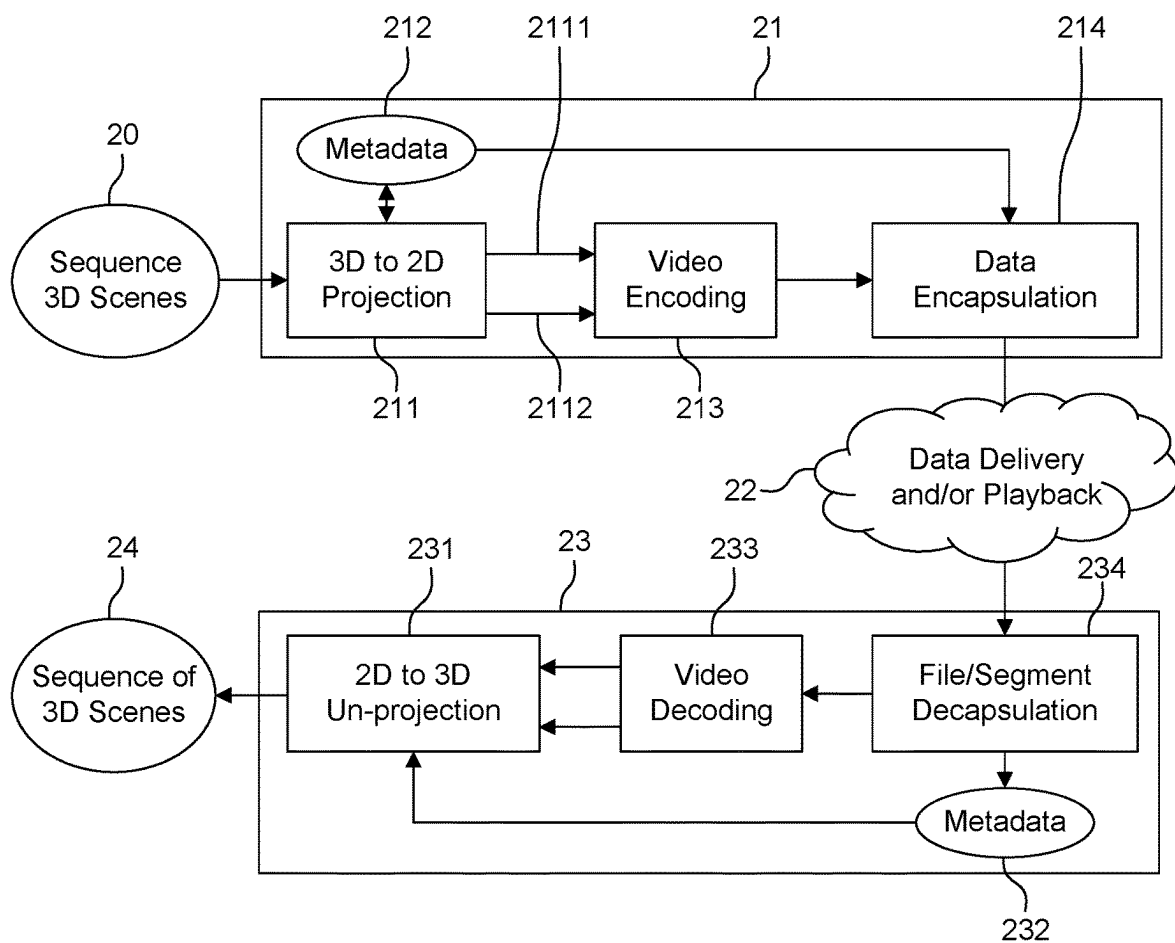 212
2111
21
214
20
Metadata
Sequence
3D Scenes
3D to 2D
Projection
Video
Encoding
Data
Encapsulation
211
2112
213
22
Data Delivery
and/or Playback
24
231
23
233
234
Sequence of
3D Scenes
2D to 3D
Un-projection
Video
Decoding
File/Segment
Decapsulation
Metadata
232